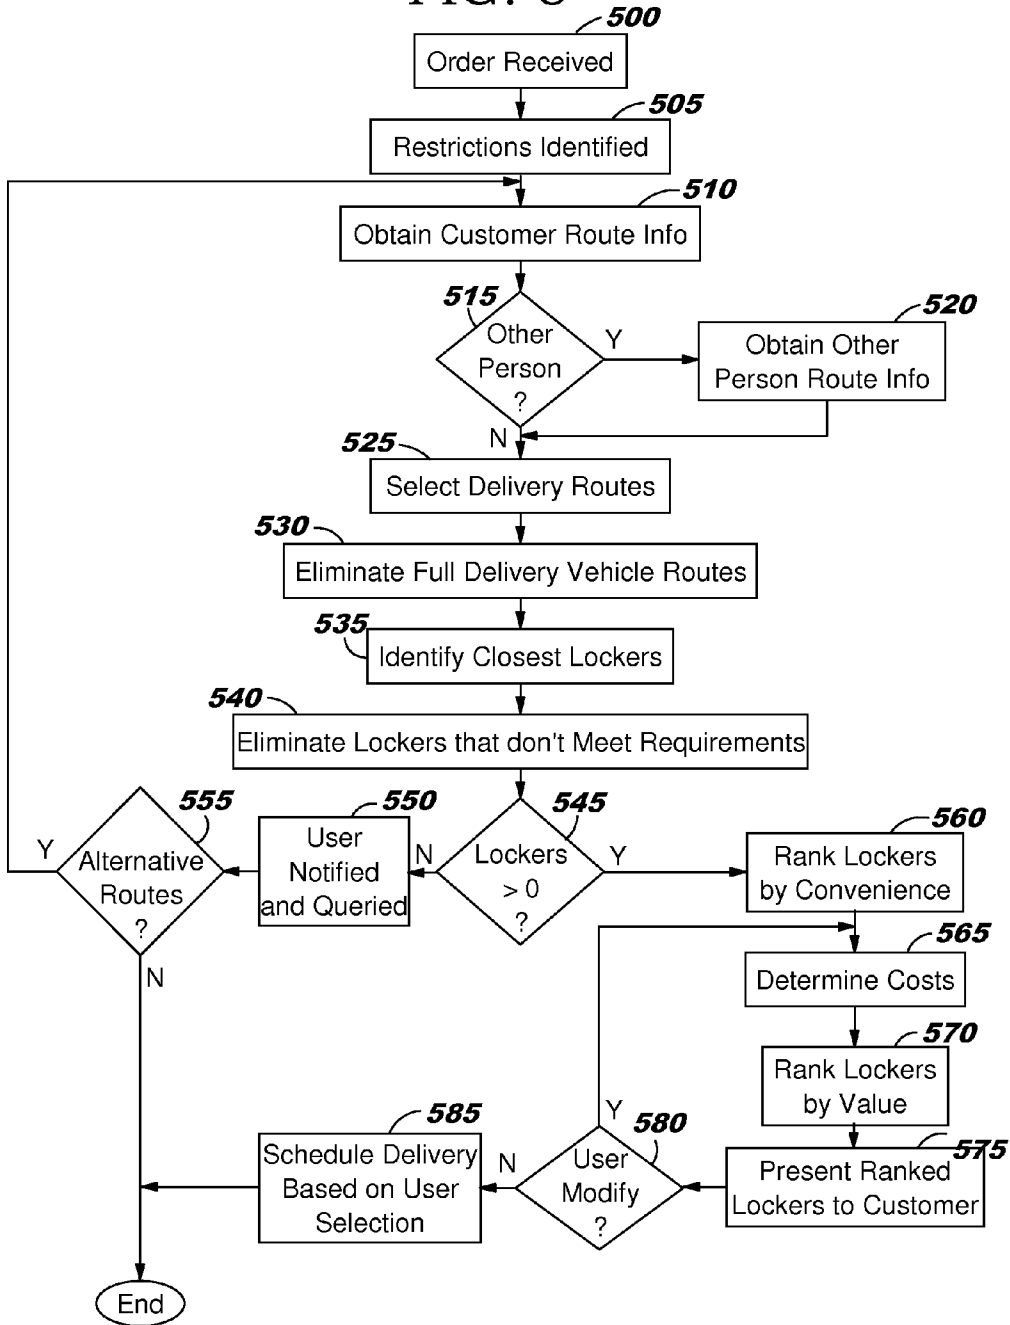 500
Order Received
505
Restrictions Identified
510
Obtain Customer Route Info
515
Other
Person
?
Y
520
Obtain Other
Person Route Info
N
525
Select Delivery Routes
530
Eliminate Full Delivery Vehicle Routes
535
Identify Closest Lockers
540
Eliminate Lockers that don't Meet Requirements
555
Y
Alternative
Routes
?
N
550
User
Notified
and Queried
N
545
Lockers
> 0
?
Y
560
Rank Lockers
by Convenience
565
Determine Costs
570
Rank Lockers
by Value
575
Present Ranked
Lockers to Customer
580
Y
User
Modify
?
N
585
Schedule Delivery
Based on User
Selection
End